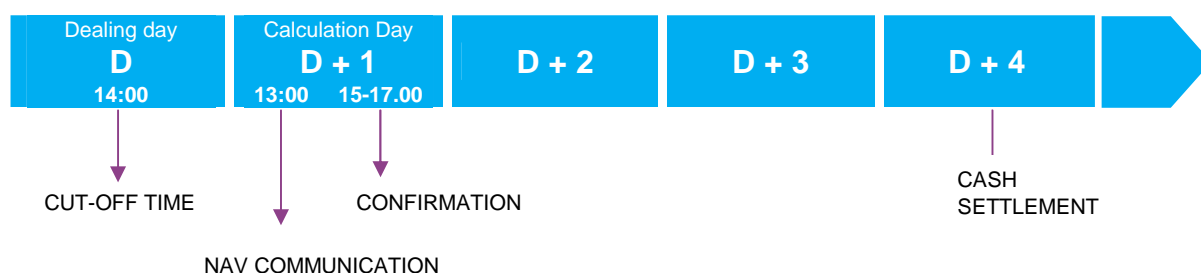 Dealing day
D
14:00
Calculation Day
D + 1
13:00 15-17.00
D + 2
D + 3
D + 4
CUT-OFF TIME
CONFIRMATION
CASH
SETTLEMENT
NAV COMMUNICATION